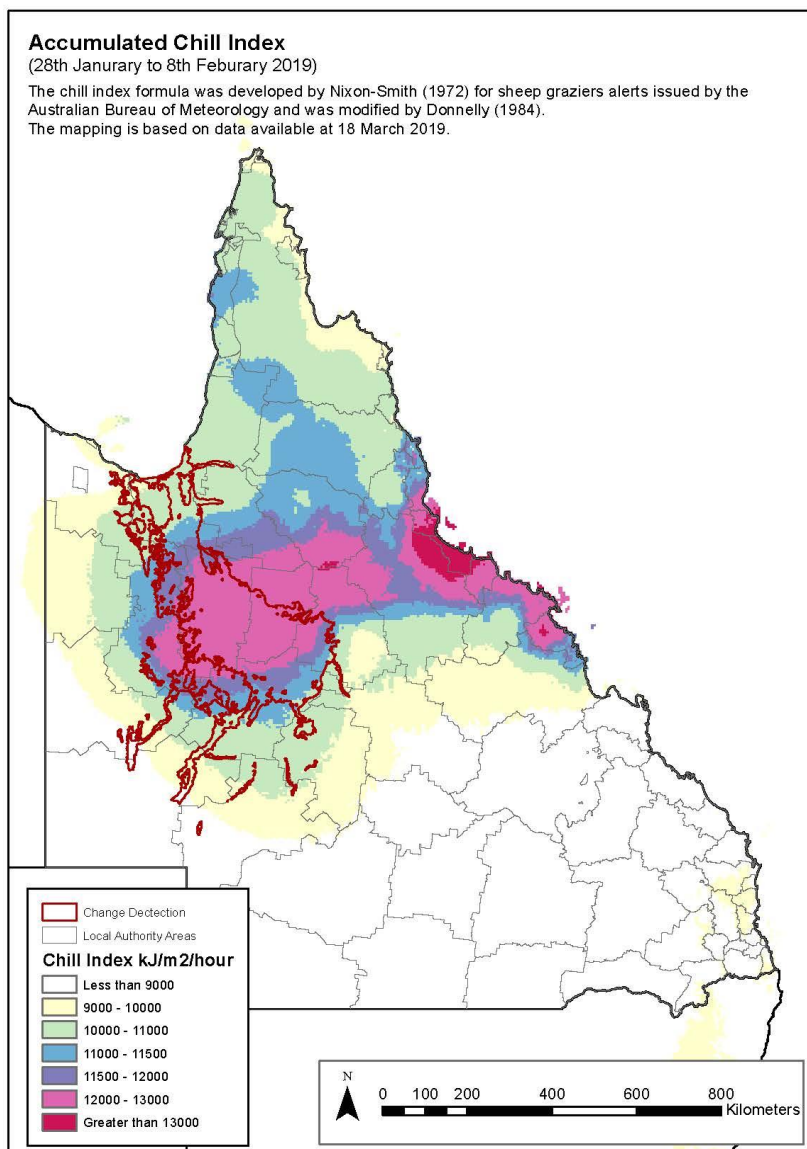 Accumulated Chill Index
(28th Janurary to 8th Feburary 2019)
The chill index formula was developed by Nixon-Smith (1972) for sheep graziers alerts issued by the
Australian Bureau of Meteorology and was modified by Donnelly (1984).
The mapping is based on data available at 18 March 2019.
Change Dectection
Local Authority Areas
Chill Index kJ/m2/hour
Less than 9000
9000 - 10000
10000 - 11000
11000 - 11500
11500 - 12000
12000 - 13000
Greater than 13000
N
0 100 200 400 600 800
Kilometers